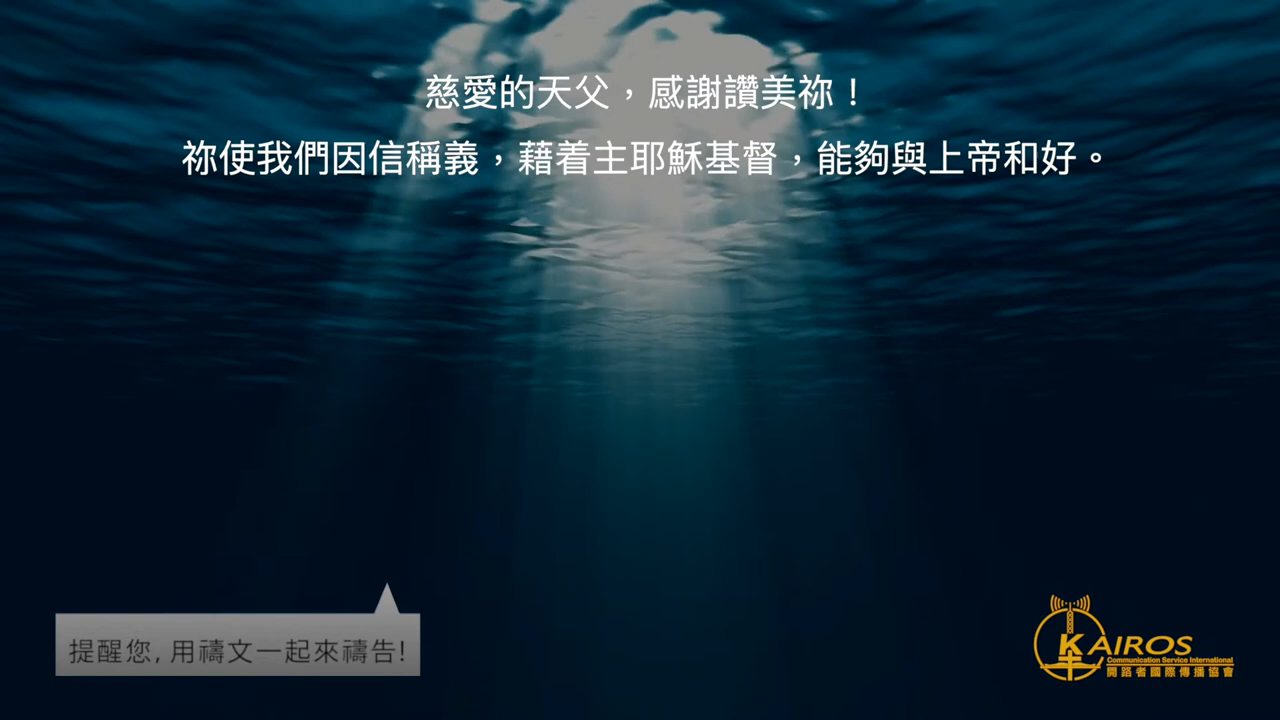 慈愛的天父，感謝讚美祢！
祢使我們因信稱義，藉着主耶穌基督，能夠與上帝和好。
提醒您, 用禱文一起來禱告!
KAIROS
Communication Service International
開路者國際傳播協會